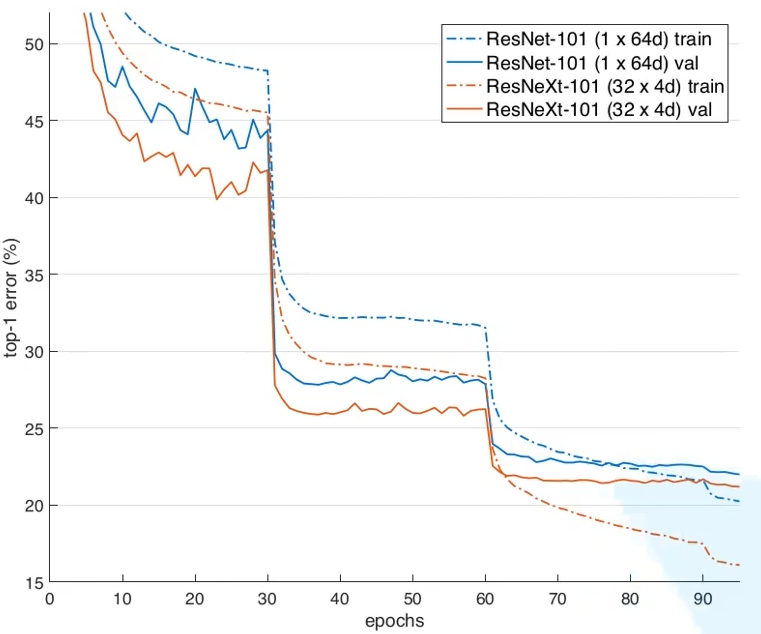 50
45
40
35
30
25
20
15
0 10 20 30 40 50 60 70 80 90
top-1 error (%)
epochs
ResNet-101 (1 x 64d) train
ResNet-101 (1 x 64d) val
ResNeXt-101 (32 x 4d) train
ResNeXt-101 (32 x 4d) val